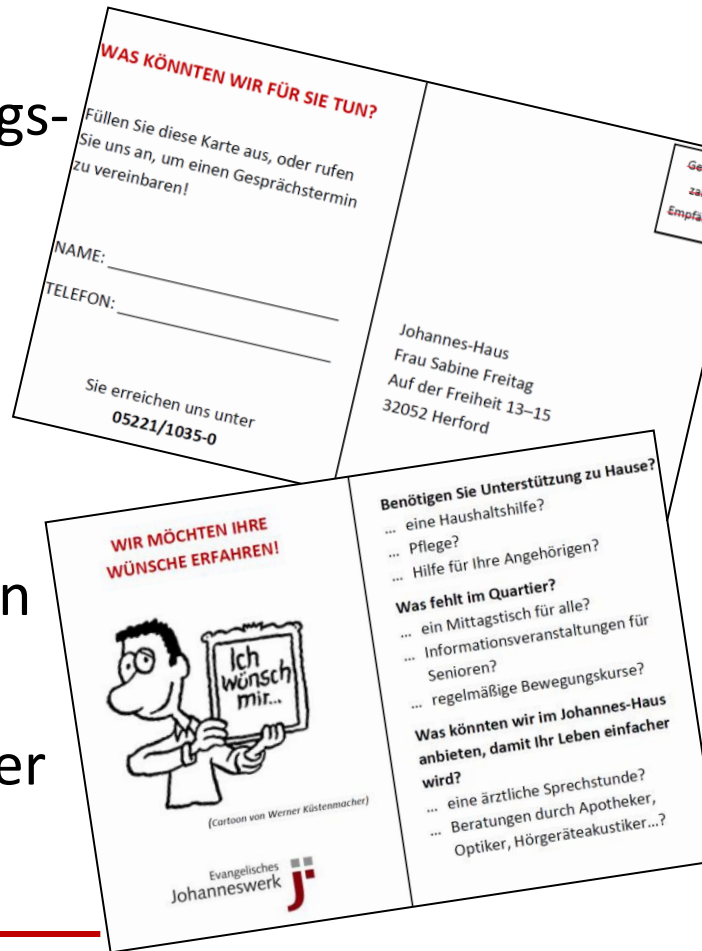 gs-
n
er
WAS KÖNNTEN WIR FÜR SIE TUN?
Füllen Sie diese Karte aus, oder rufen
Sie uns an, um einen Gesprächstermin
zu vereinbaren!
NAME:
TELEFON:
Sie erreichen uns unter
05221/1035-0
Johannes-Haus
Frau Sabine Freitag
Auf der Freiheit 13–15
32052 Herford
WIR MÖCHTEN IHRE
WÜNSCHE ERFAHREN!
Ich
wünsch
mir...
(Cartoon von Werner Küstenmacher)
Evangelisches
Johanneswerk
Benötigen Sie Unterstützung zu Hause?
... eine Haushaltshilfe?
... Pflege?
... Hilfe für Ihre Angehörigen?
Was fehlt im Quartier?
... ein Mittagstisch für alle?
... Informationsveranstaltungen für
Senioren?
... regelmäßige Bewegungskurse?
Was könnten wir im Johannes-Haus
anbieten, damit Ihr Leben einfacher
wird?
... eine ärztliche Sprechstunde?
... Beratungen durch Apotheker,
Optiker, Hörgeräteakustiker...?